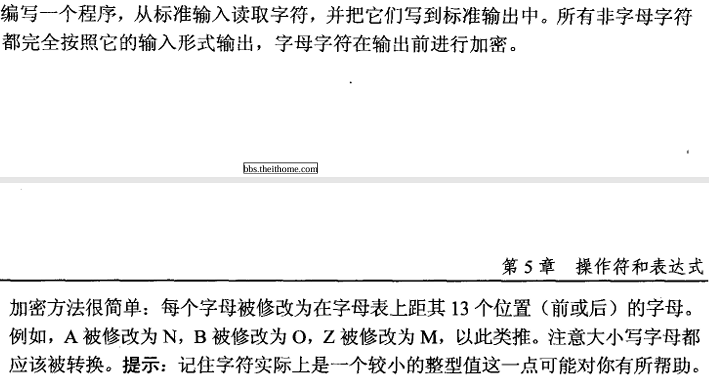 编写一个程序，从标准输入读取字符，并把它们写到标准输出中。所有非字母字符
都完全按照它的输入形式输出，字母字符在输出前进行加密。
bbs.theithome.com
第 5 章 操作符和表达式
加密方法很简单：每个字母被修改为在字母表上距其 13 个位置（前或后）的字母。
例如，A 被修改为 N，B 被修改为 O，Z 被修改为 M，以此类推。注意大小写字母都
应该被转换。提示：记住字符实际上是一个较小的整型值这一点可能对你有所帮助。